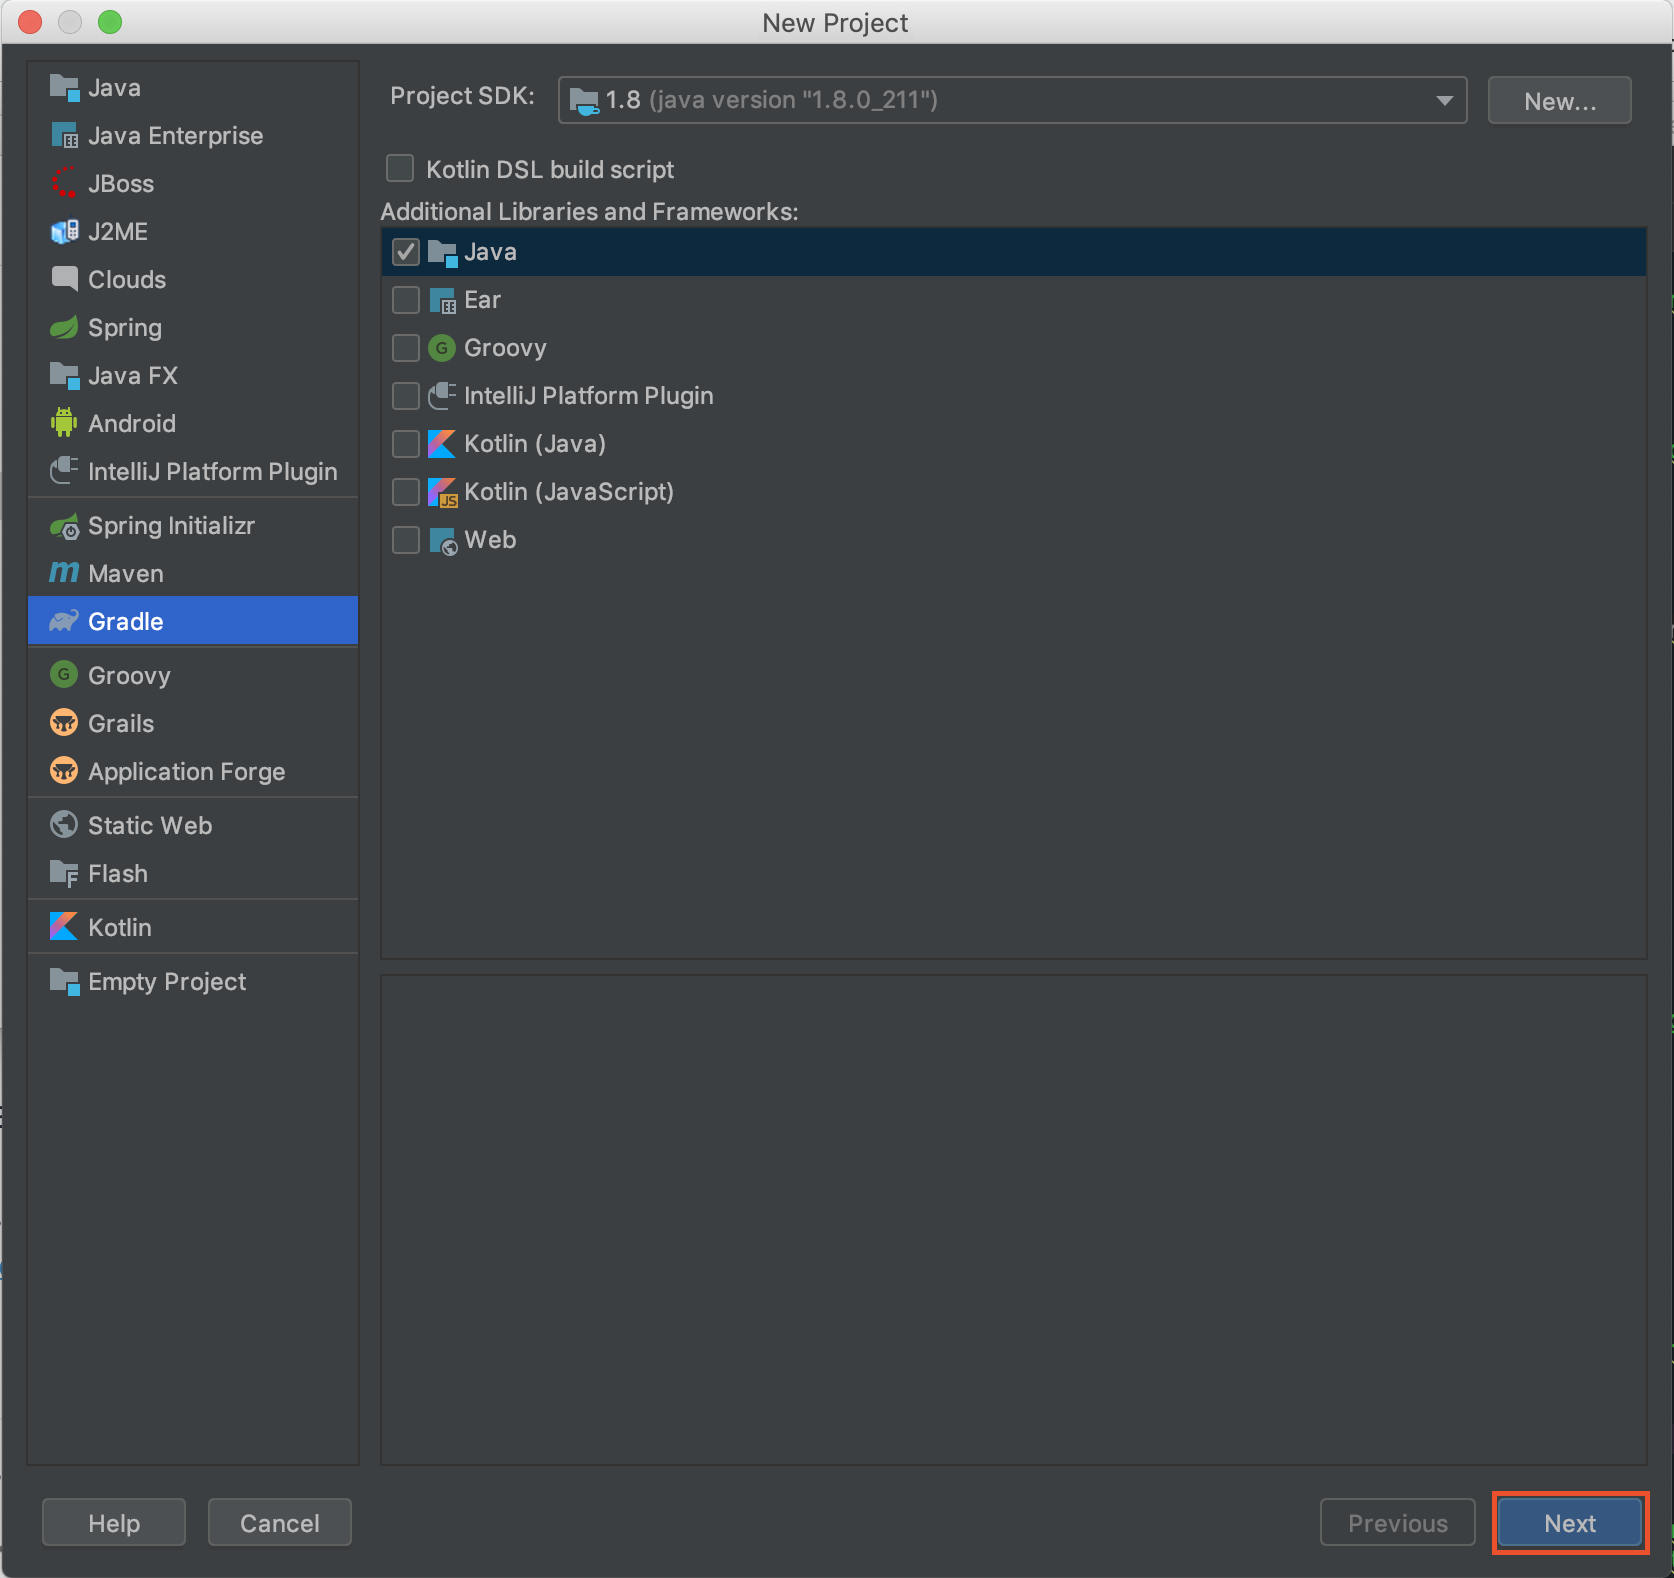 New Project
Java
Java Enterprise
JBoss
J2ME
Clouds
Spring
Java FX
Android
IntelliJ Platform Plugin
Spring Initializr
m Maven
Gradle
G Groovy
Grails
Application Forge
Static Web
F Flash
Kotlin
Empty Project
Project SDK: 1.8 (java version "1.8.0_211") New...
Kotlin DSL build script
Additional Libraries and Frameworks:
Java
EE Ear
G Groovy
IntelliJ Platform Plugin
Kotlin (Java)
JS Kotlin (JavaScript)
Web
Help Cancel Previous Next